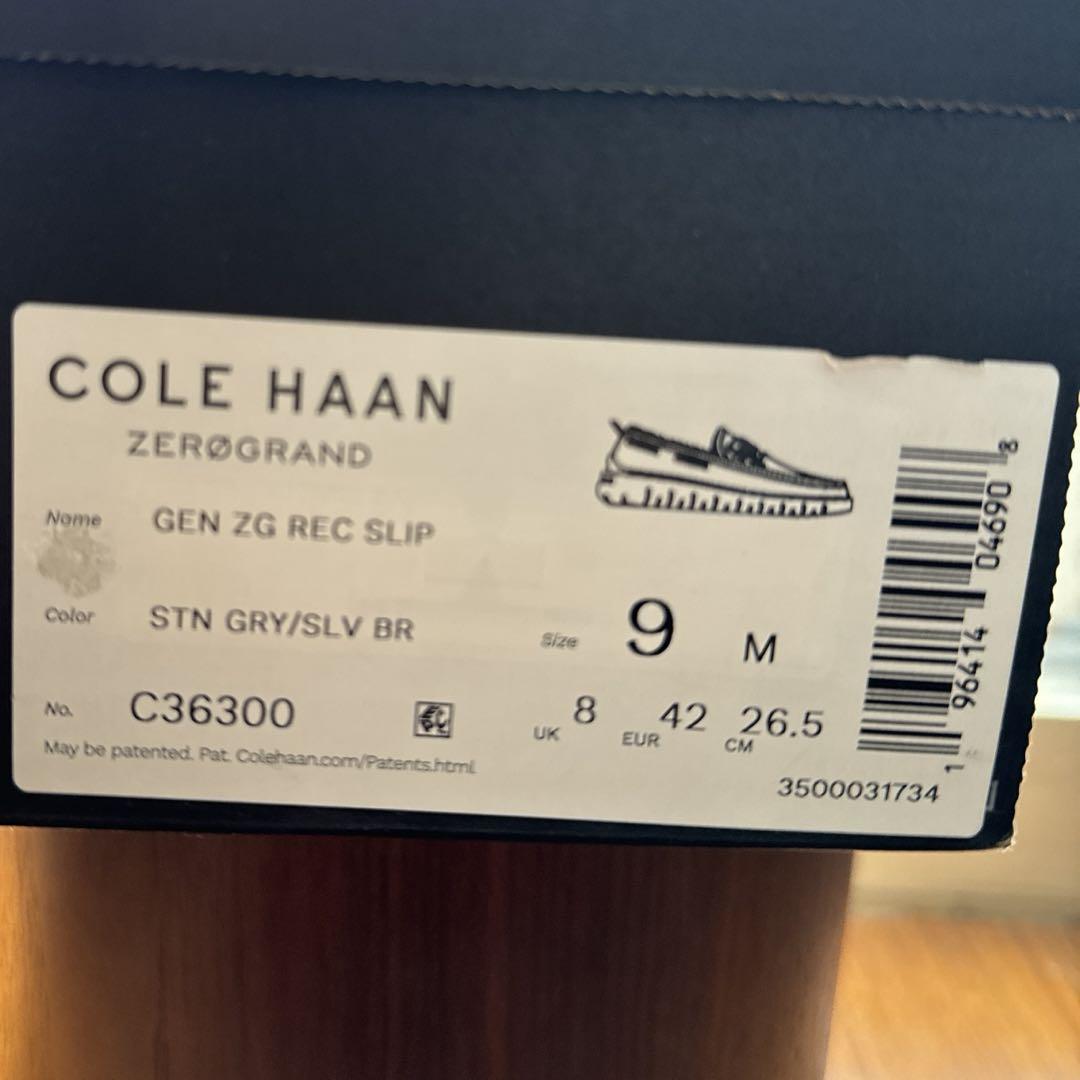 COLE HAAN
ZERØGRAND
Name GEN ZG REC SLIP
Color STN GRY/SLV BR
Size 9 M
No. C36300
UK 8 EUR 42 CM 26.5
May be patented. Pat. Colehaan.com/Patents.html
3500031734
1 96414 04690 8